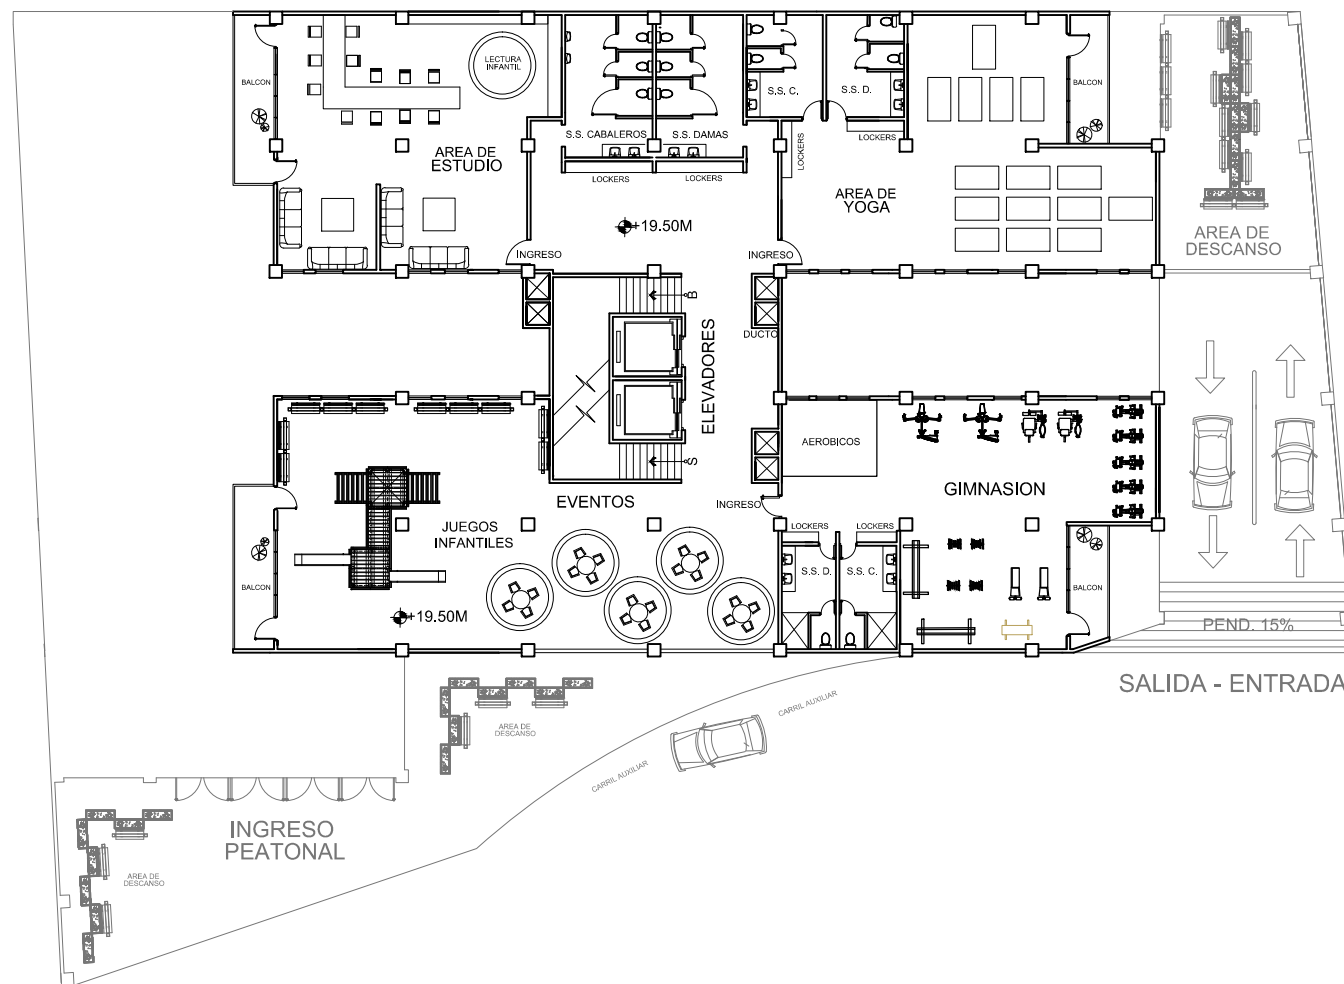 LECTURA
INFANTIL
BALCON
S.S. C.
S.S. D.
BALCON
S.S. CABALEROS
S.S. DAMAS
LOCKERS
LOCKERS
AREA DE
ESTUDIO
LOCKERS
LOCKERS
AREA DE
YOGA
+19.50M
AREA DE
DESCANSO
INGRESO
INGRESO
B
DUCTO
ELEVADORES
AEROBICOS
S
EVENTOS
INGRESO
GIMNASION
JUEGOS
INFANTILES
LOCKERS
LOCKERS
S.S. D.
S.S. C.
BALCON
BALCON
+19.50M
PEND. 15%
SALIDA - ENTRADA
AREA DE
DESCANSO
CARRIL AUXILIAR
CARRIL AUXILIAR
INGRESO
PEATONAL
AREA DE
DESCANSO